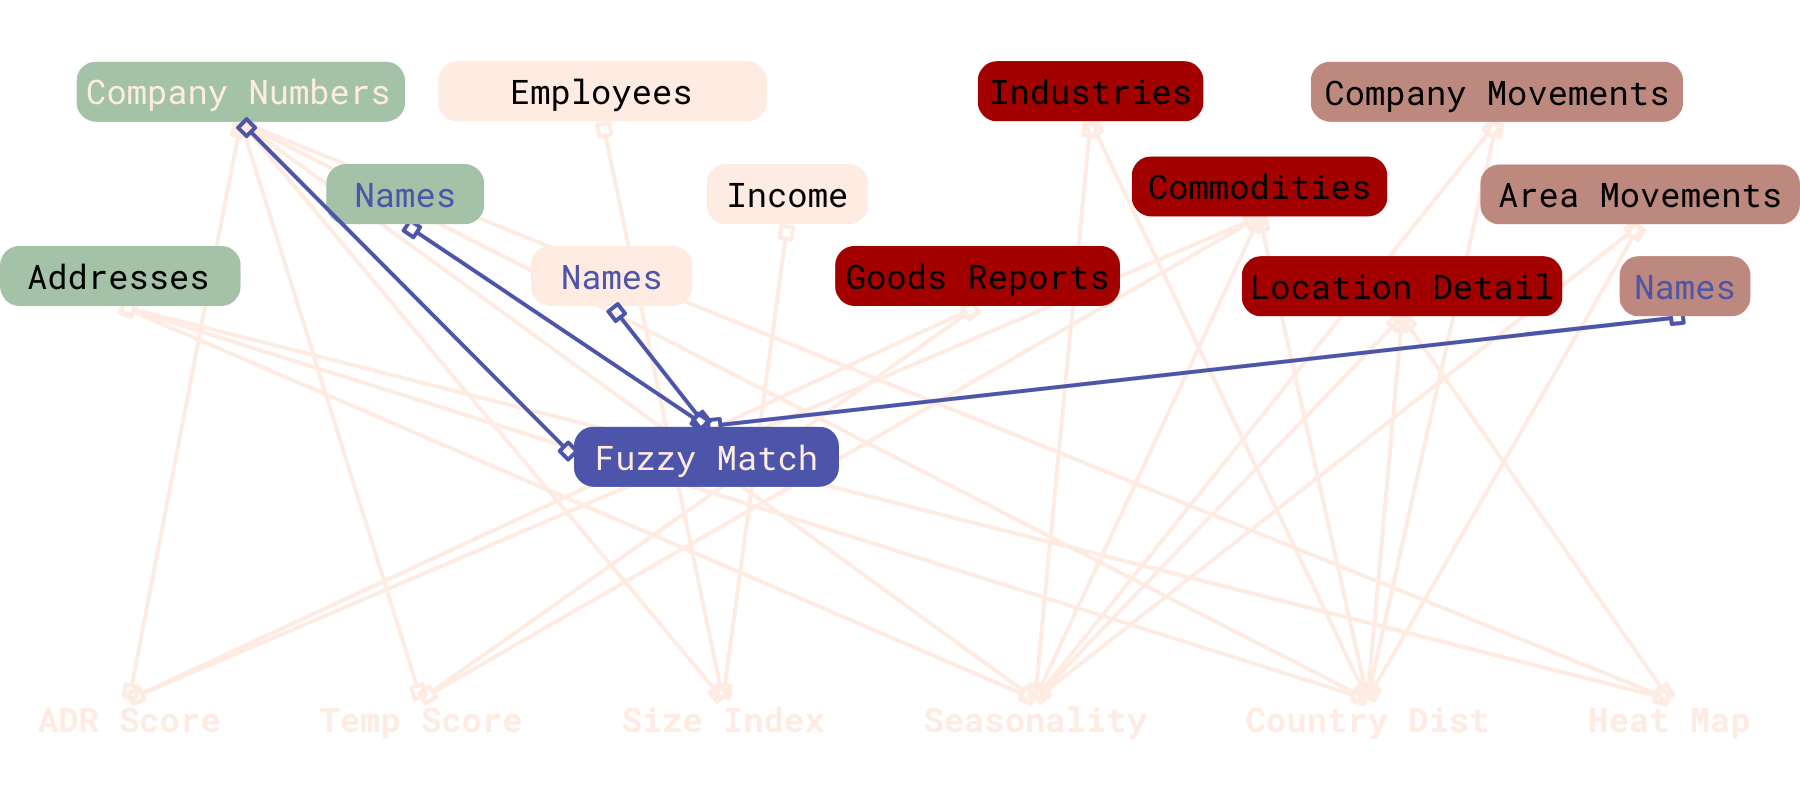 Company Numbers
Employees
Industries
Company Movements
Names
Income
Commodities
Area Movements
Addresses
Names
Goods Reports
Location Detail
Names
Fuzzy Match
ADR Score
Temp Score
Size Index
Seasonality
Country Dist
Heat Map